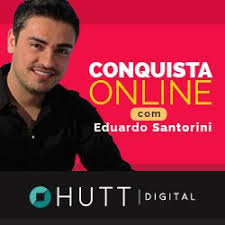 CONQUISTA
ONLINE
com
Eduardo Santorini
HUTT | DIGITAL